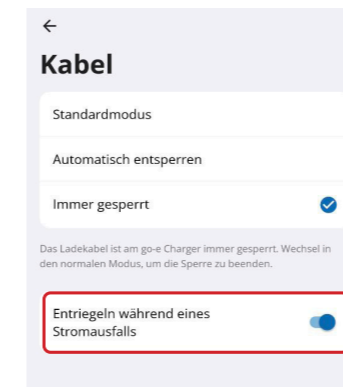 Kabel
Standardmodus
Automatisch entsperren
Immer gesperrt
Das Ladekabel ist am go-e Charger immer gesperrt. Wechsel in
den normalen Modus, um die Sperre zu beenden.
Entriegeln während eines
Stromausfalls